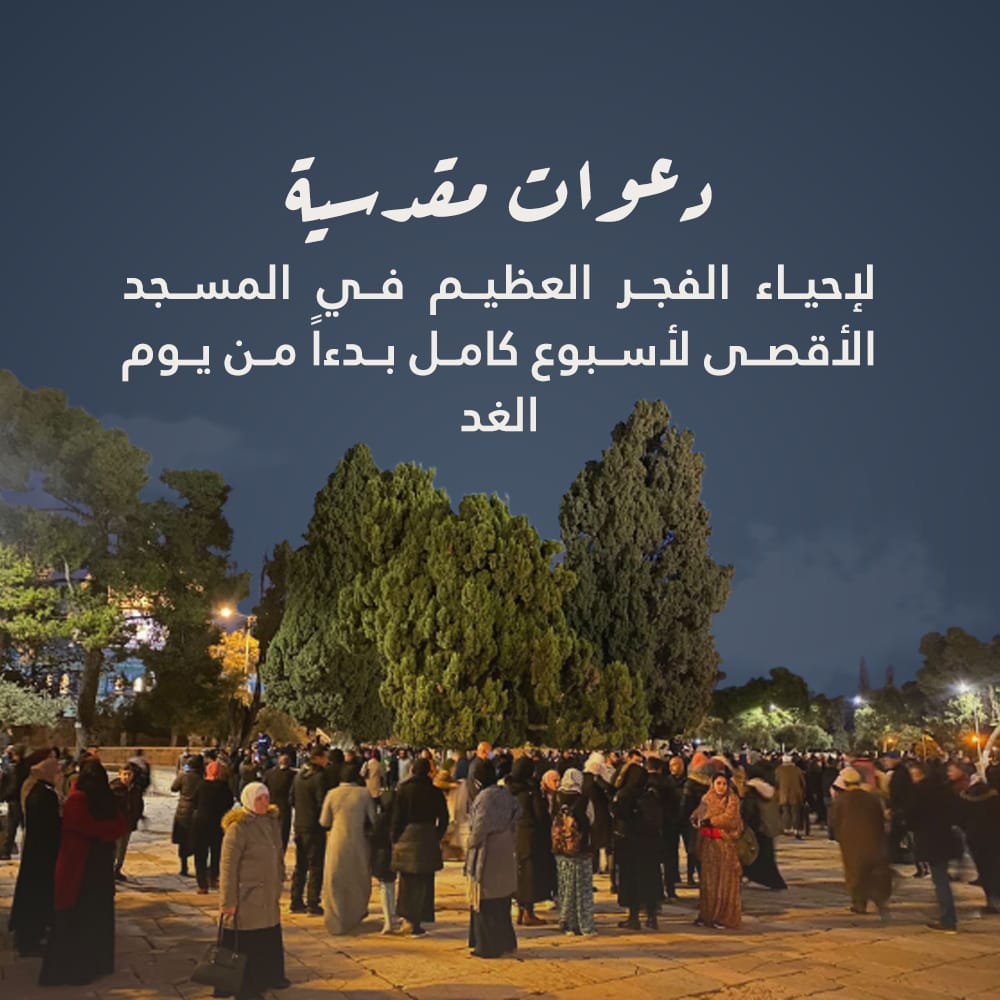 دعوات مقدسية
لإحياء الفجر العظيم في المسجد
الأقصى لأسبوع كامل بدءاً من يوم
الغد